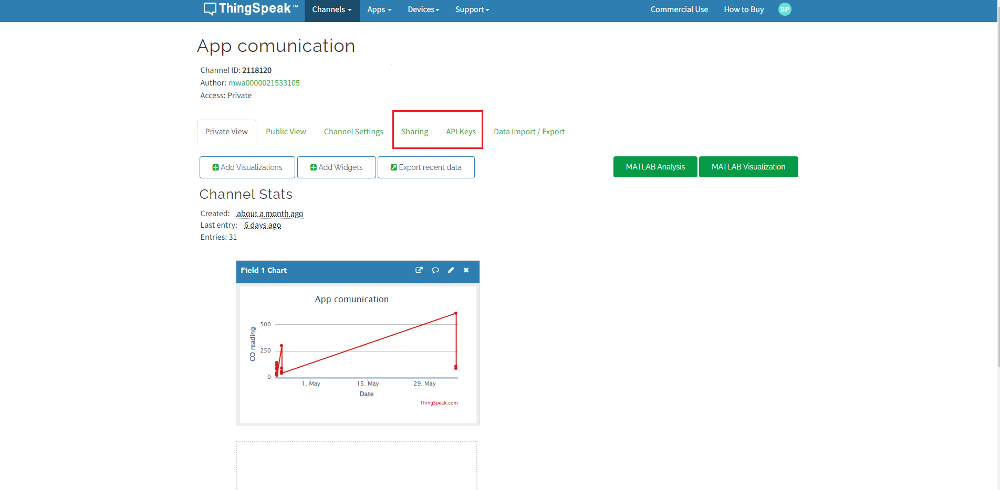 ThingSpeak™ Channels Apps Devices Support Commercial Use How to Buy BP
App comunication
Channel ID: 2118120
Author: mwa0000021533105
Access: Private
Private View Public View Channel Settings Sharing API Keys Data Import / Export
Add Visualizations Add Widgets Export recent data MATLAB Analysis MATLAB Visualization
Channel Stats
Created: about a month ago
Last entry: 6 days ago
Entries: 31
Field 1 Chart
App comunication
CO reading
500
250
0
1. May 15. May 29. May
Date
ThingSpeak.com